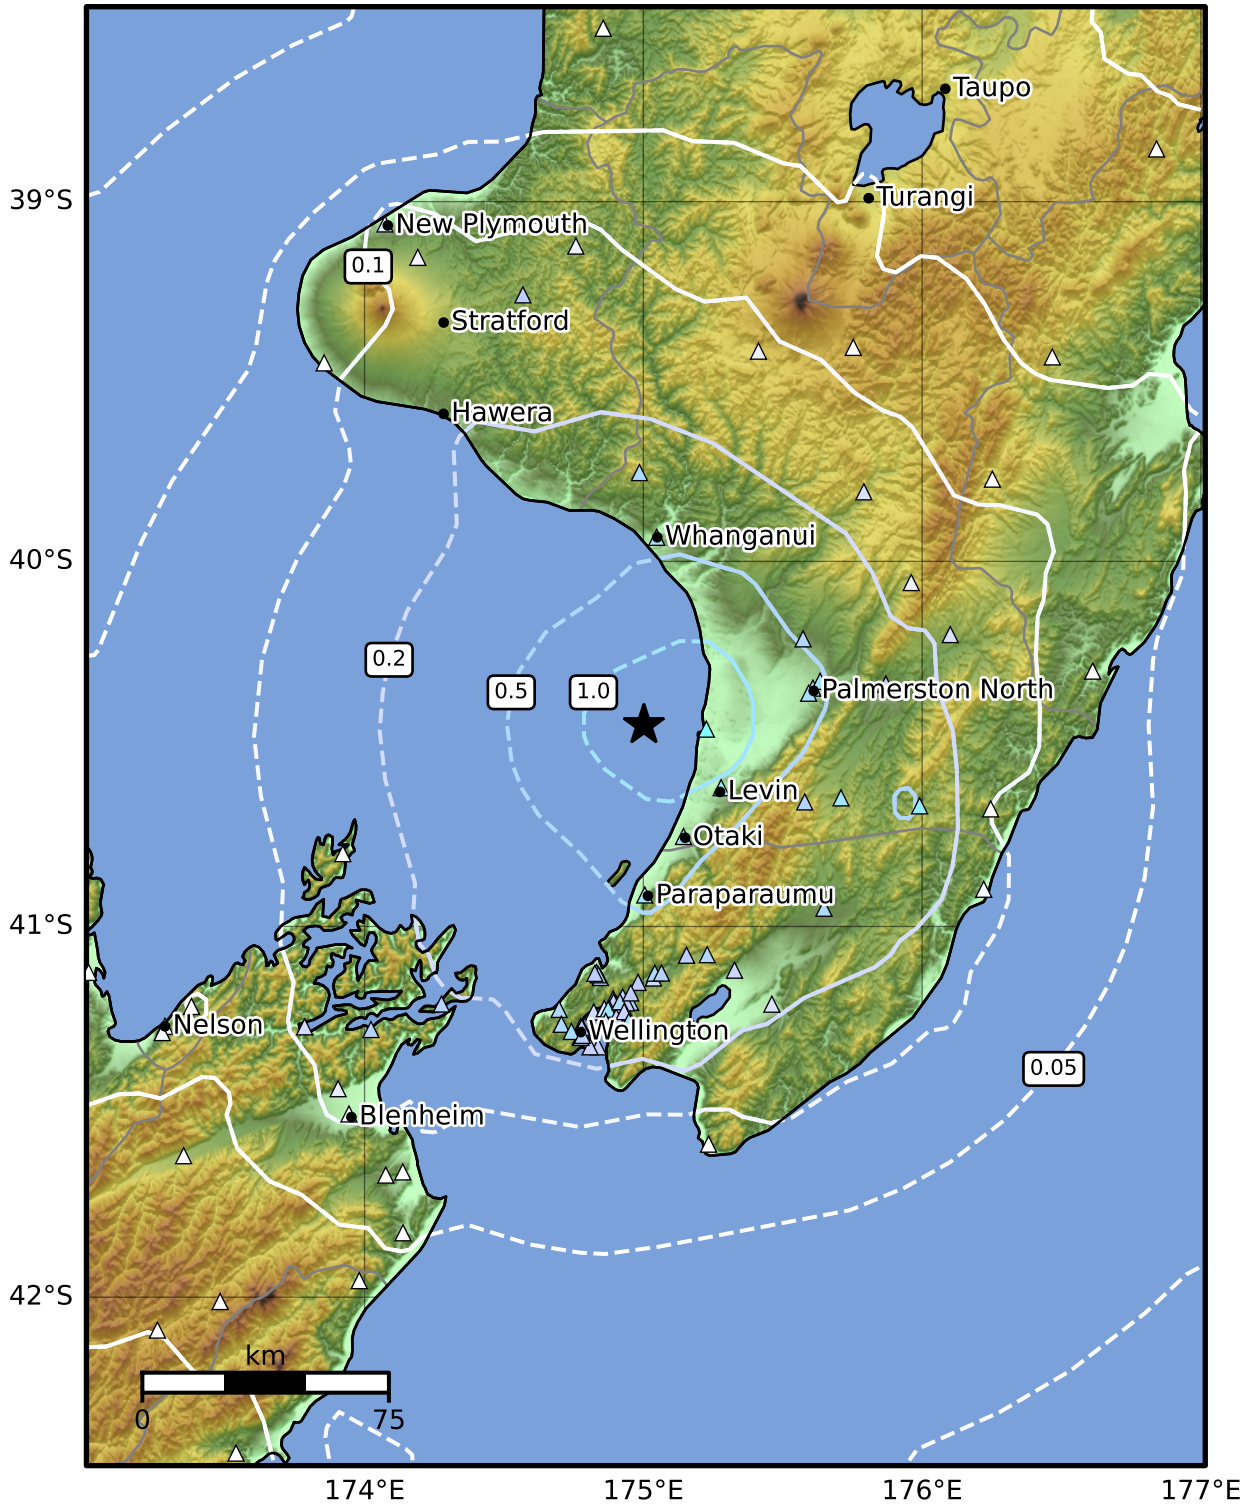 Taupo
39°S
Turangi
New Plymouth
0.1
Stratford
Hawera
Whanganui
40°S
0.2
0.5
1.0
Palmerston North
Levin
Otaki
Paraparaumu
41°S
Nelson
Wellington
0.05
Blenheim
42°S
km
0
75
174°E
175°E
176°E
177°E